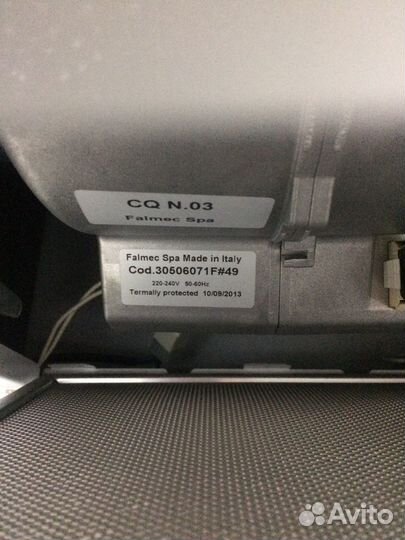 CQ N.03
Falmec Spa
Falmec Spa Made in Italy
Cod.30506071F#49
220-240V 50-60Hz
Termally protected 10/09/2013
Avito